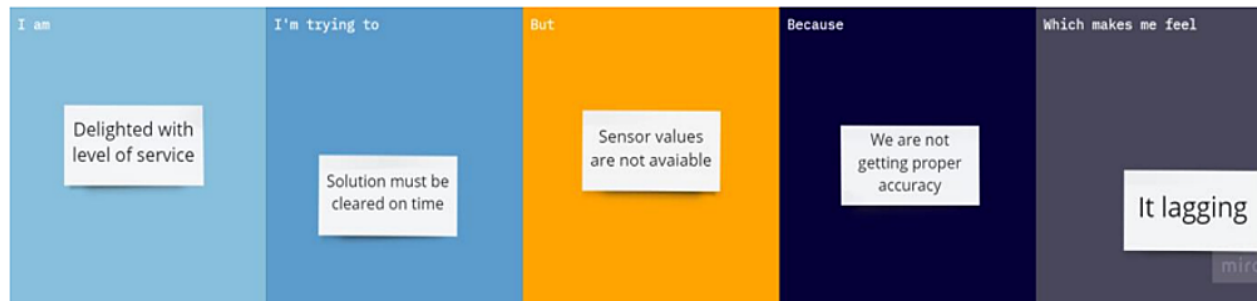 I am
Delighted with
level of service
I'm trying to
Solution must be
cleared on time
But
Sensor values
are not avaiable
Because
We are not
getting proper
accuracy
Which makes me feel
It lagging
miro